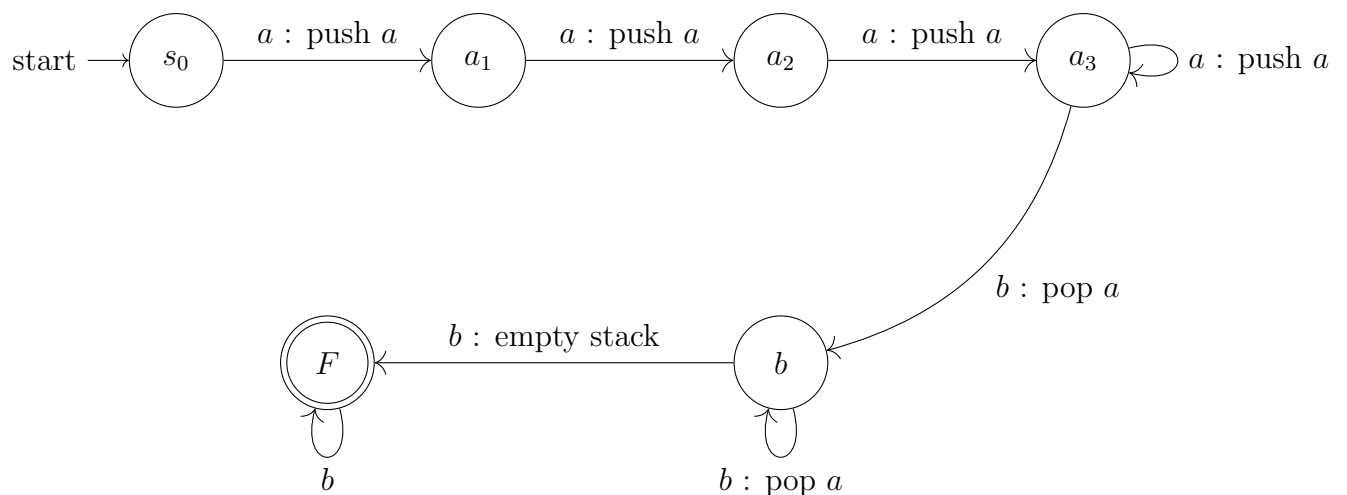 a : push a
a : push a
a : push a
start
s₀
a₁
a₂
a₃
a : push a
b : pop a
b : empty stack
F
b
b
b : pop a